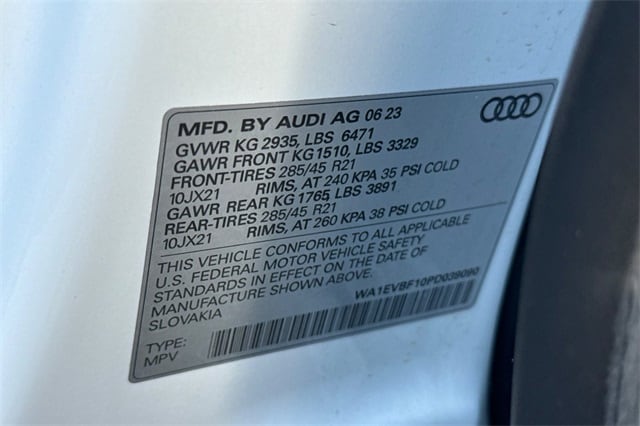 MFD. BY AUDI AG 06 23
GVWR KG 2935, LBS 6471
GAWR FRONT KG 1510, LBS 3329
FRONT-TIRES 285/45 R21
10JX21 RIMS, AT 240 KPA 35 PSI COLD
GAWR REAR KG 1765, LBS 3891
REAR-TIRES 285/45 R21
10JX21 RIMS, AT 260 KPA 38 PSI COLD
THIS VEHICLE CONFORMS TO ALL APPLICABLE
U.S. FEDERAL MOTOR VEHICLE SAFETY
STANDARDS IN EFFECT ON THE DATE OF
MANUFACTURE SHOWN ABOVE.
SLOVAKIA
WA1EVBF10PD039090
TYPE:
MPV